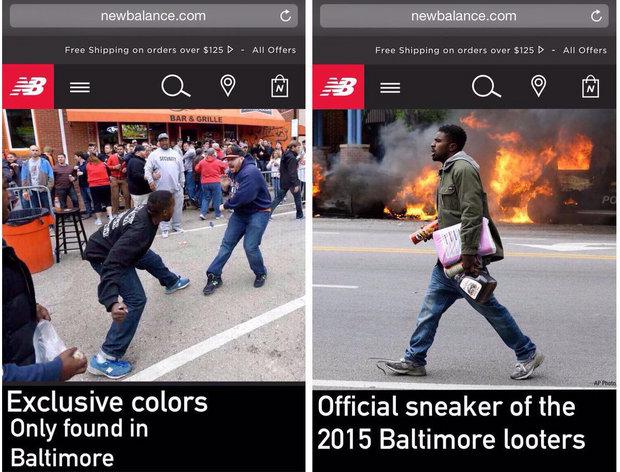 newbalance.com
Free Shipping on orders over $125 - All Offers
NB
N
BAR & GRILLE
SECURITY
Exclusive colors
Only found in
Baltimore
newbalance.com
Free Shipping on orders over $125 - All Offers
NB
N
PO
AP Photo
Official sneaker of the
2015 Baltimore looters